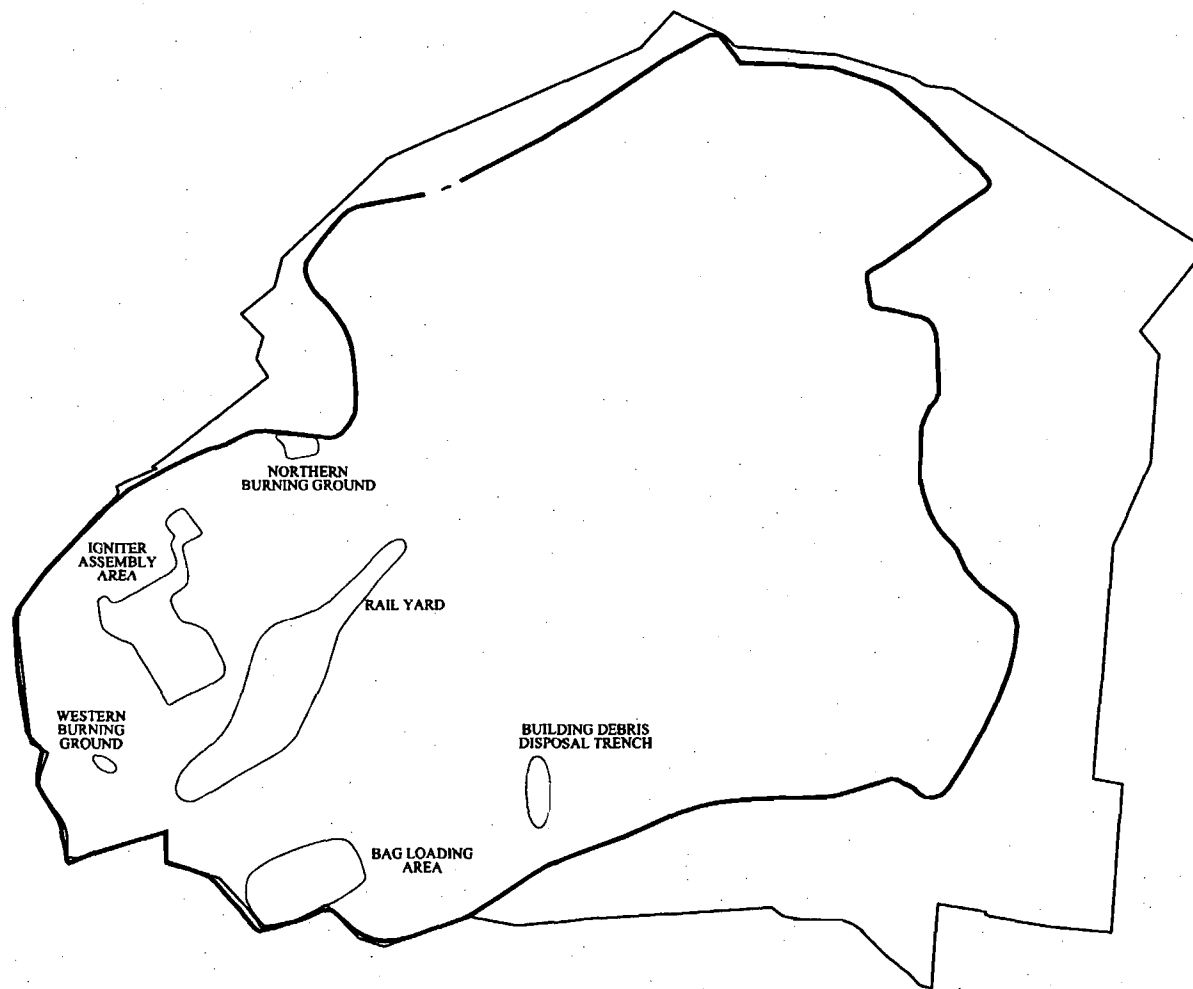 NORTHERN
BURNING GROUND
IGNITER
ASSEMBLY
AREA
RAIL YARD
WESTERN
BURNING
GROUND
BUILDING DEBRIS
DISPOSAL TRENCH
BAG LOADING
AREA